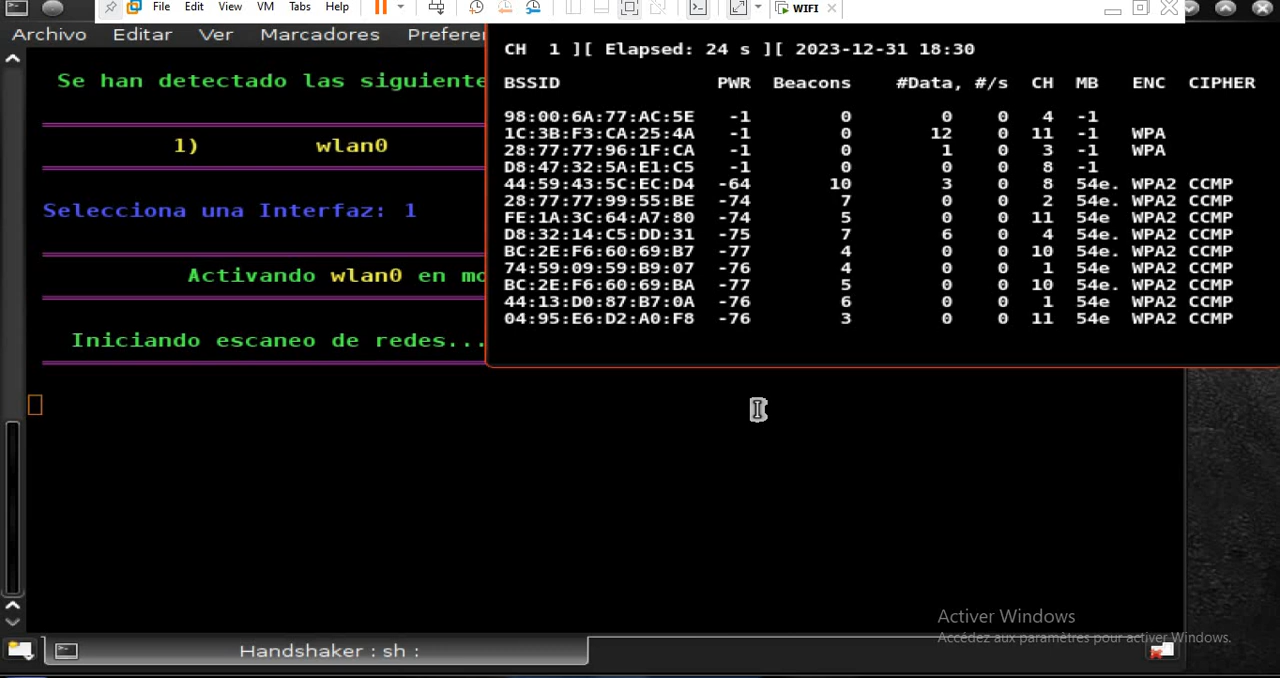 File Edit View VM Tabs Help WIFI
Archivo Editar Ver Marcadores Prefere
Se han detectado las siguiente
1) wlan0
Selecciona una Interfaz: 1
Activando wlan0 en mo
Iniciando escaneo de redes...
CH 1 ][ Elapsed: 24 s ][ 2023-12-31 18:30
BSSID PWR Beacons #Data, #/s CH MB ENC CIPHER
98:00:6A:77:AC:5E -1 0 0 0 4 -1
1C:3B:F3:CA:25:4A -1 0 12 0 11 -1 WPA
28:77:77:96:1F:CA -1 0 1 0 3 -1 WPA
D8:47:32:5A:E1:C5 -1 0 0 0 8 -1
44:59:43:5C:EC:D4 -64 10 3 0 8 54e. WPA2 CCMP
28:77:77:99:55:BE -74 7 0 0 2 54e. WPA2 CCMP
FE:1A:3C:64:A7:80 -74 5 0 0 11 54e WPA2 CCMP
D8:32:14:C5:DD:31 -75 7 6 0 4 54e. WPA2 CCMP
BC:2E:F6:60:69:B7 -77 4 0 0 10 54e. WPA2 CCMP
74:59:09:59:B9:07 -76 4 0 0 1 54e WPA2 CCMP
BC:2E:F6:60:69:BA -77 5 0 0 10 54e. WPA2 CCMP
44:13:D0:87:B7:0A -76 6 0 0 1 54e WPA2 CCMP
04:95:E6:D2:A0:F8 -76 3 0 0 11 54e WPA2 CCMP
Activer Windows
Accédez aux paramètres pour activer Windows.
Handshaker : sh :